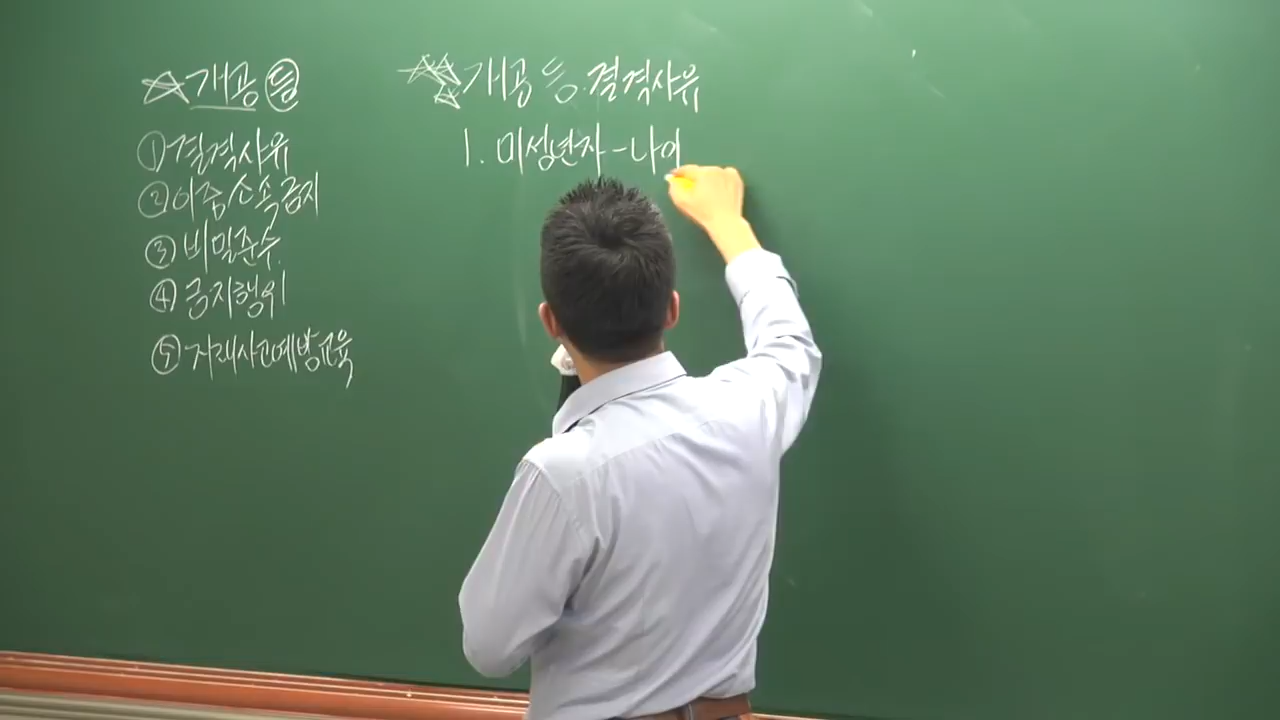 ☆개공 등
① 결격사유
② 이중소속금지
③ 비밀준수.
④ 금지행위
⑤ 거래사고예방교육
개공 등. 결격사유
1. 미성년자-나이